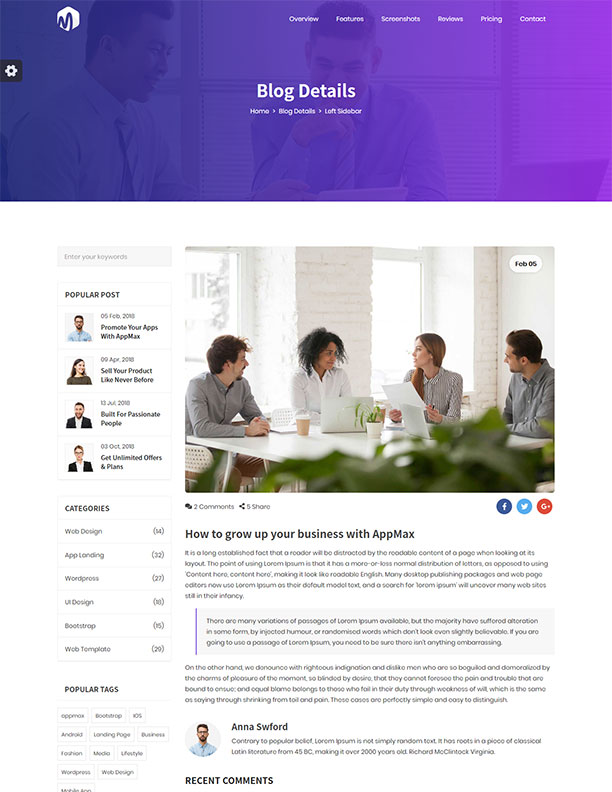 Overview Features Screenshots Reviews Pricing Contact
Blog Details
Home > Blog Details > Left Sidebar
Enter your keywords
POPULAR POST
05 Feb, 2018
Promote Your Apps
With AppMax
09 Apr, 2018
Sell Your Product
Like Never Before
13 Jul, 2018
Built For Passionate
People
03 Oct, 2018
Get Unlimited Offers
& Plans
CATEGORIES
Web Design (14)
App Landing (32)
Wordpress (27)
UI Design (18)
Bootstrap (15)
Web Template (29)
POPULAR TAGS
appmax Bootstrap iOS
Android Landing Page Business
Fashion Media Lifestyle
Wordpress Web Design
Mobile App
Feb 05
2 Comments 5 Share
How to grow up your business with AppMax
It is a long established fact that a reader will be distracted by the readable content of a page when looking at its
layout. The point of using Lorem Ipsum is that it has a more-or-less normal distribution of letters, as opposed to using
'Content here, content here', making it look like readable English. Many desktop publishing packages and web page
editors now use Lorem Ipsum as their default model text, and a search for 'lorem ipsum' will uncover many web sites
still in their infancy.
There are many variations of passages of Lorem Ipsum available, but the majority have suffered alteration
in some form, by injected humour, or randomised words which don't look even slightly believable. If you are
going to use a passage of Lorem Ipsum, you need to be sure there isn't anything embarrassing.
On the other hand, we denounce with righteous indignation and dislike men who are so beguiled and demoralized by
the charms of pleasure of the moment, so blinded by desire, that they cannot foresee the pain and trouble that are
bound to ensue; and equal blame belongs to those who fail in their duty through weakness of will, which is the same
as saying through shrinking from toil and pain. These cases are perfectly simple and easy to distinguish.
Anna Swford
Contrary to popular belief, Lorem Ipsum is not simply random text. It has roots in a piece of classical
Latin literature from 45 BC, making it over 2000 years old. Richard McClintock Virginia.
RECENT COMMENTS